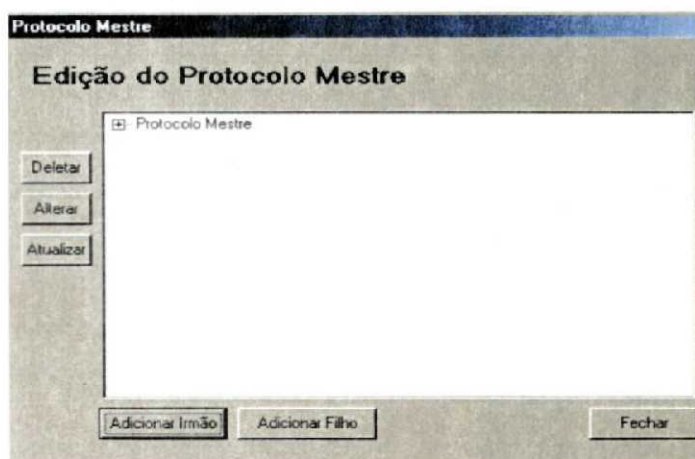 Protocolo Mestre
Edição do Protocolo Mestre
Protocolo Mestre
Deletar
Alterar
Atualizar
Adicionar Irmão
Adicionar Filho
Fechar